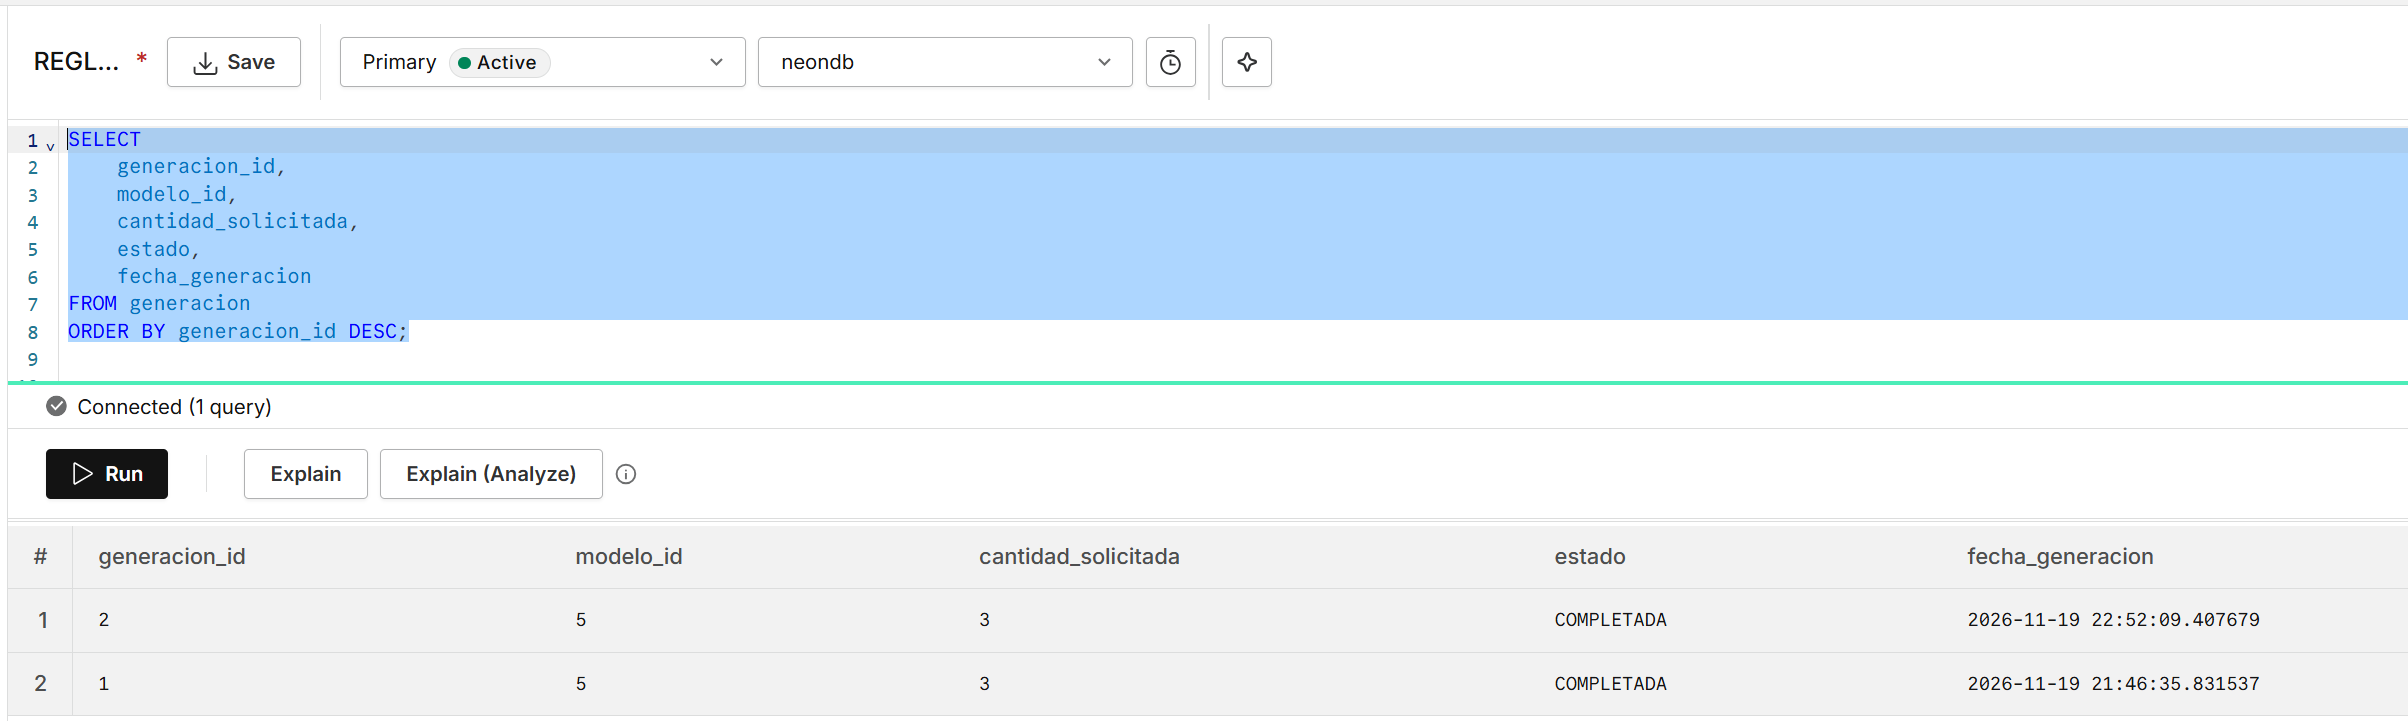 REGL... * Save Primary Active neondb
1 SELECT
2 generacion_id,
3 modelo_id,
4 cantidad_solicitada,
5 estado,
6 fecha_generacion
7 FROM generacion
8 ORDER BY generacion_id DESC;
9
Connected (1 query)
Run Explain Explain (Analyze)
# generacion_id modelo_id cantidad_solicitada estado fecha_generacion
1 2 5 3 COMPLETADA 2026-11-19 22:52:09.407679
2 1 5 3 COMPLETADA 2026-11-19 21:46:35.831537